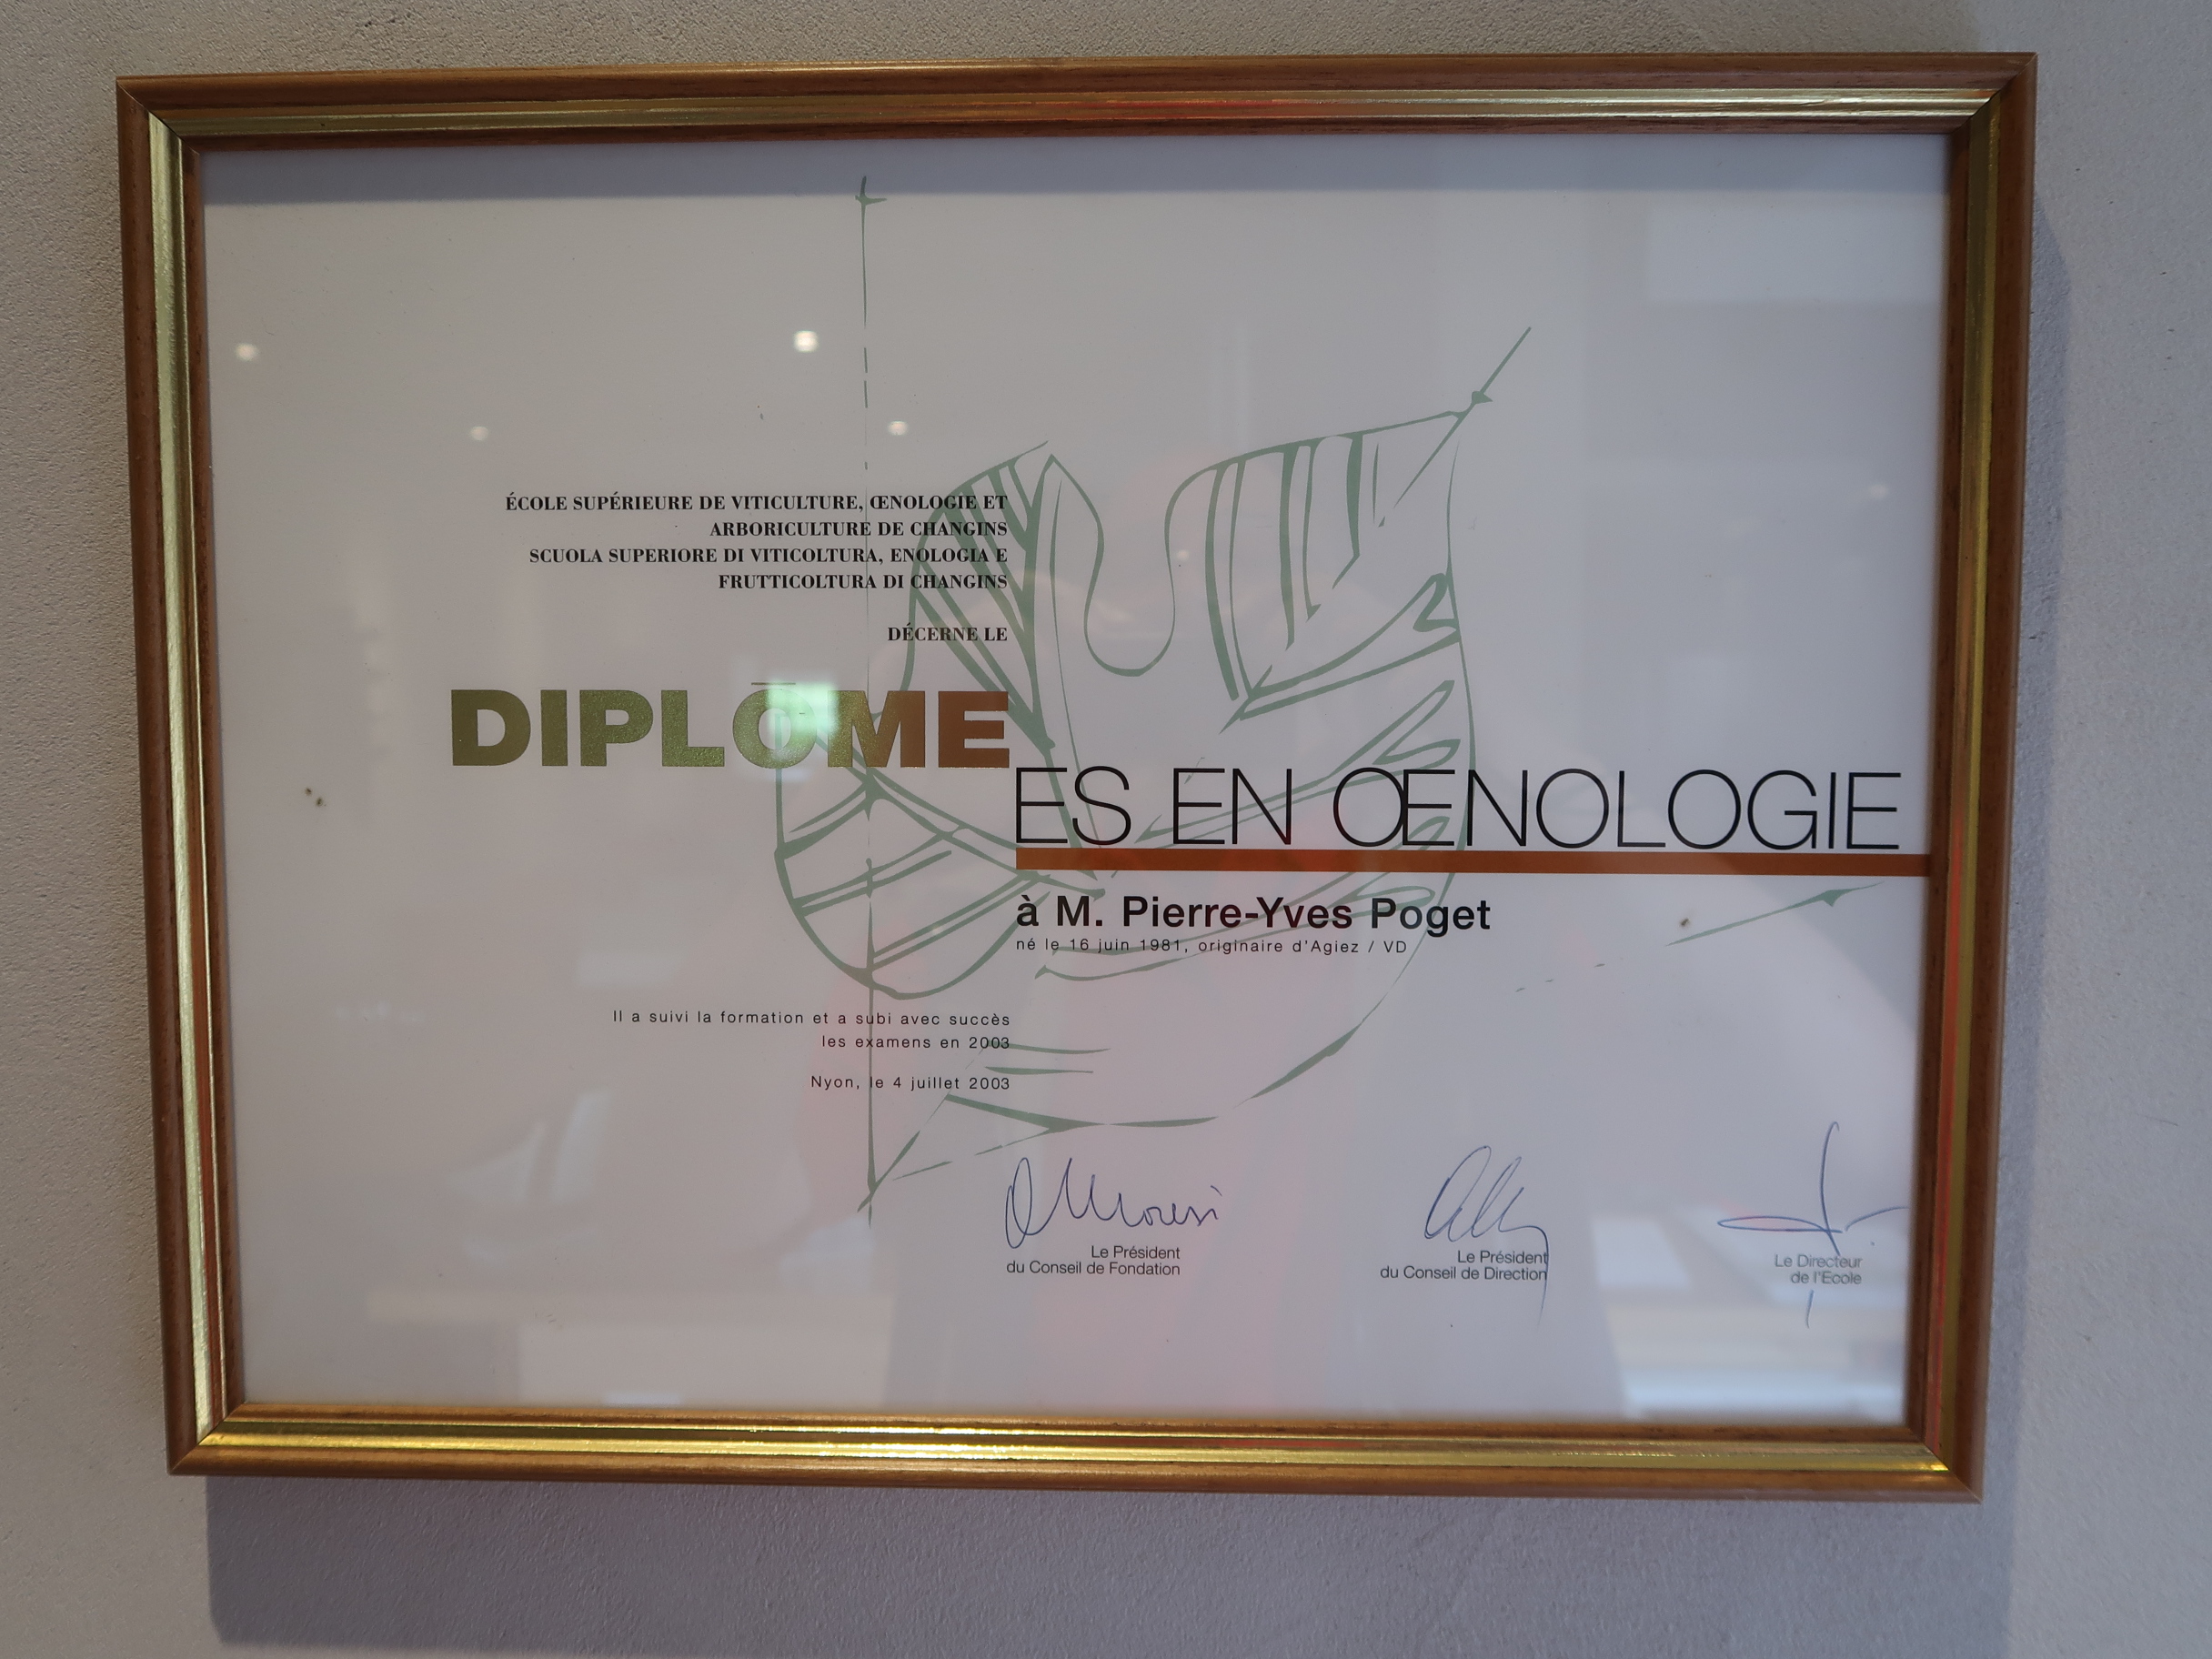 ÉCOLE SUPÉRIEURE DE VITICULTURE, ŒNOLOGIE ET
ARBORICULTURE DE CHANGINS
SCUOLA SUPERIORE DI VITICOLTURA, ENOLOGIA E
FRUTTICOLTURA DI CHANGINS
DÉCERNE LE
DIPLÔME
ES EN ŒNOLOGIE
à M. Pierre-Yves Poget
né le 16 juin 1981, originaire d'Agiez / VD
Il a suivi la formation et a subi avec succès
les examens en 2003
Nyon, le 4 juillet 2003
Le Président
du Conseil de Fondation
Le Président
du Conseil de Direction
Le Directeur
de l'Ecole